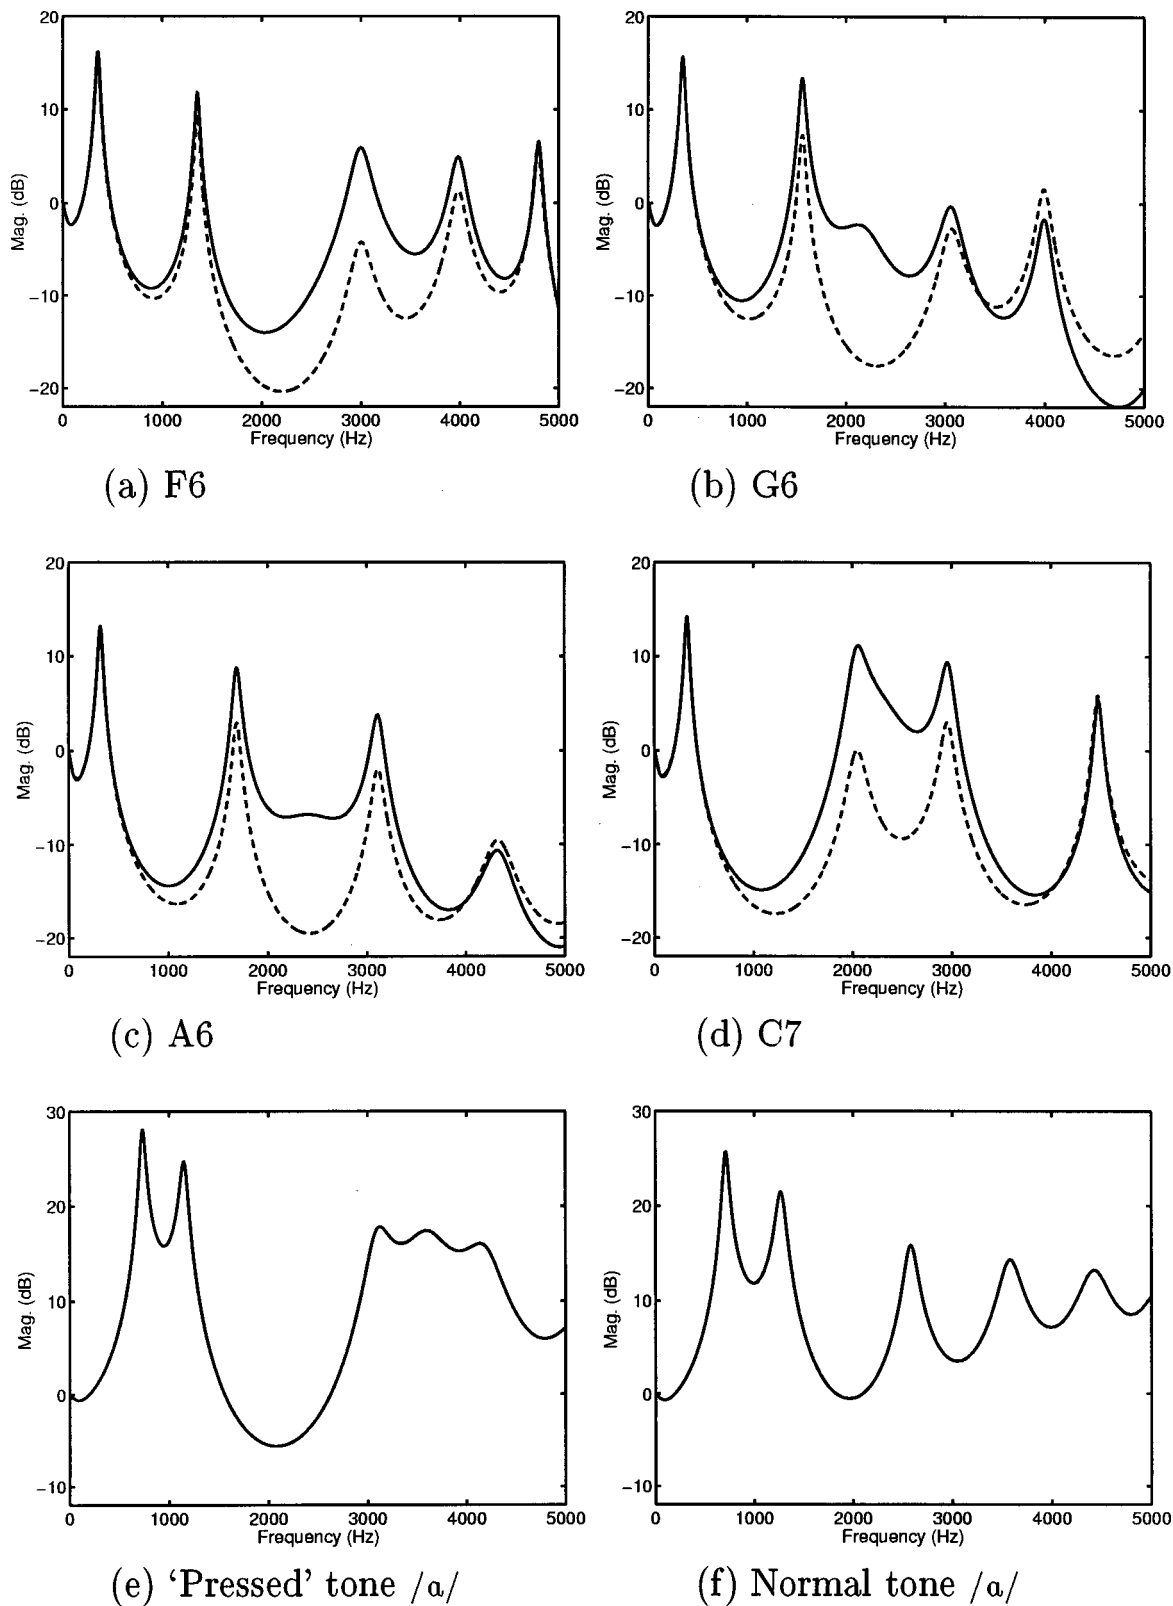 20
10
0
−10
−20
Mag. (dB)
0 1000 2000 3000 4000 5000
Frequency (Hz)
(a) F6
20
10
0
−10
−20
Mag. (dB)
0 1000 2000 3000 4000 5000
Frequency (Hz)
(b) G6
20
10
0
−10
−20
Mag. (dB)
0 1000 2000 3000 4000 5000
Frequency (Hz)
(c) A6
20
10
0
−10
−20
Mag. (dB)
0 1000 2000 3000 4000 5000
Frequency (Hz)
(d) C7
30
20
10
0
−10
Mag. (dB)
0 1000 2000 3000 4000 5000
Frequency (Hz)
(e) ‘Pressed’ tone /ɑ/
30
20
10
0
−10
Mag. (dB)
0 1000 2000 3000 4000 5000
Frequency (Hz)
(f) Normal tone /ɑ/